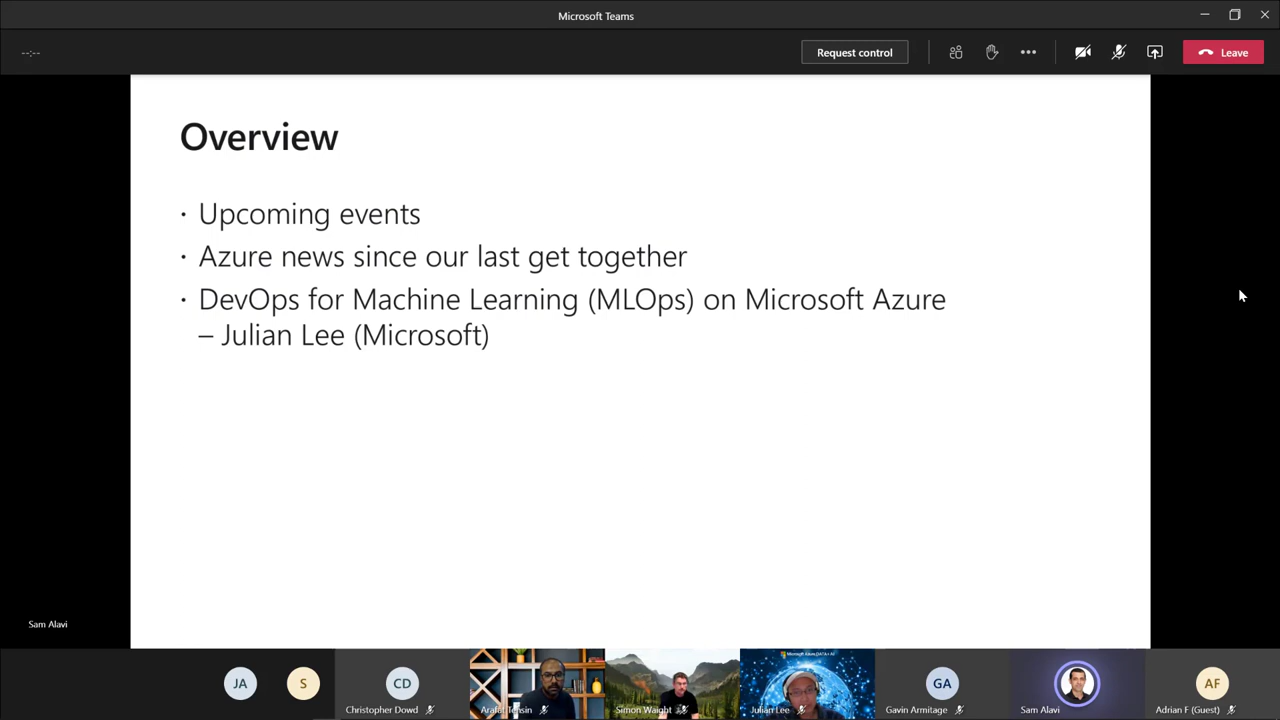 Microsoft Teams
--:--
Request control
Leave
Overview
· Upcoming events
· Azure news since our last get together
· DevOps for Machine Learning (MLOps) on Microsoft Azure
– Julian Lee (Microsoft)
Sam Alavi
JA
S
CD
GA
AF
Christopher Dowd
Arafat Tehsin
Simon Waight
Julian Lee
Gavin Armitage
Sam Alavi
Adrian F (Guest)